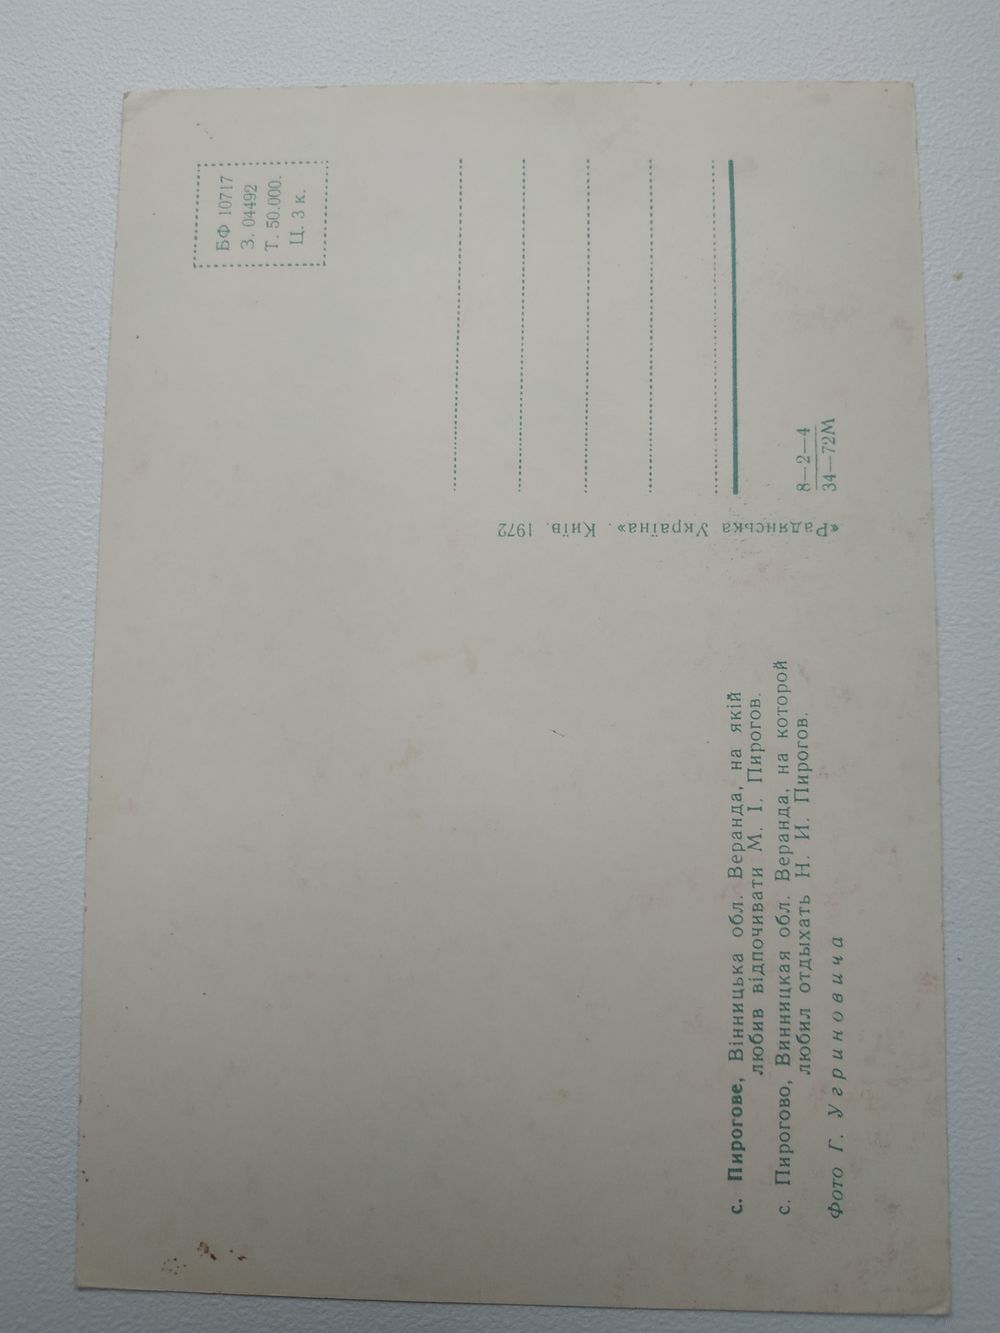 с. Пирогове, Вінницька обл. Веранда, на якій
любив відпочивати М. І. Пирогов.
с. Пирогово, Винницкая обл. Веранда, на которой
любил отдыхать Н. И. Пирогов.
Фото Г. Угриновича
«Радянська Україна». Київ. 1972
БФ 10717
З. 04492
Т. 50.000.
Ц. 3 к.
8—2—4
34—72М